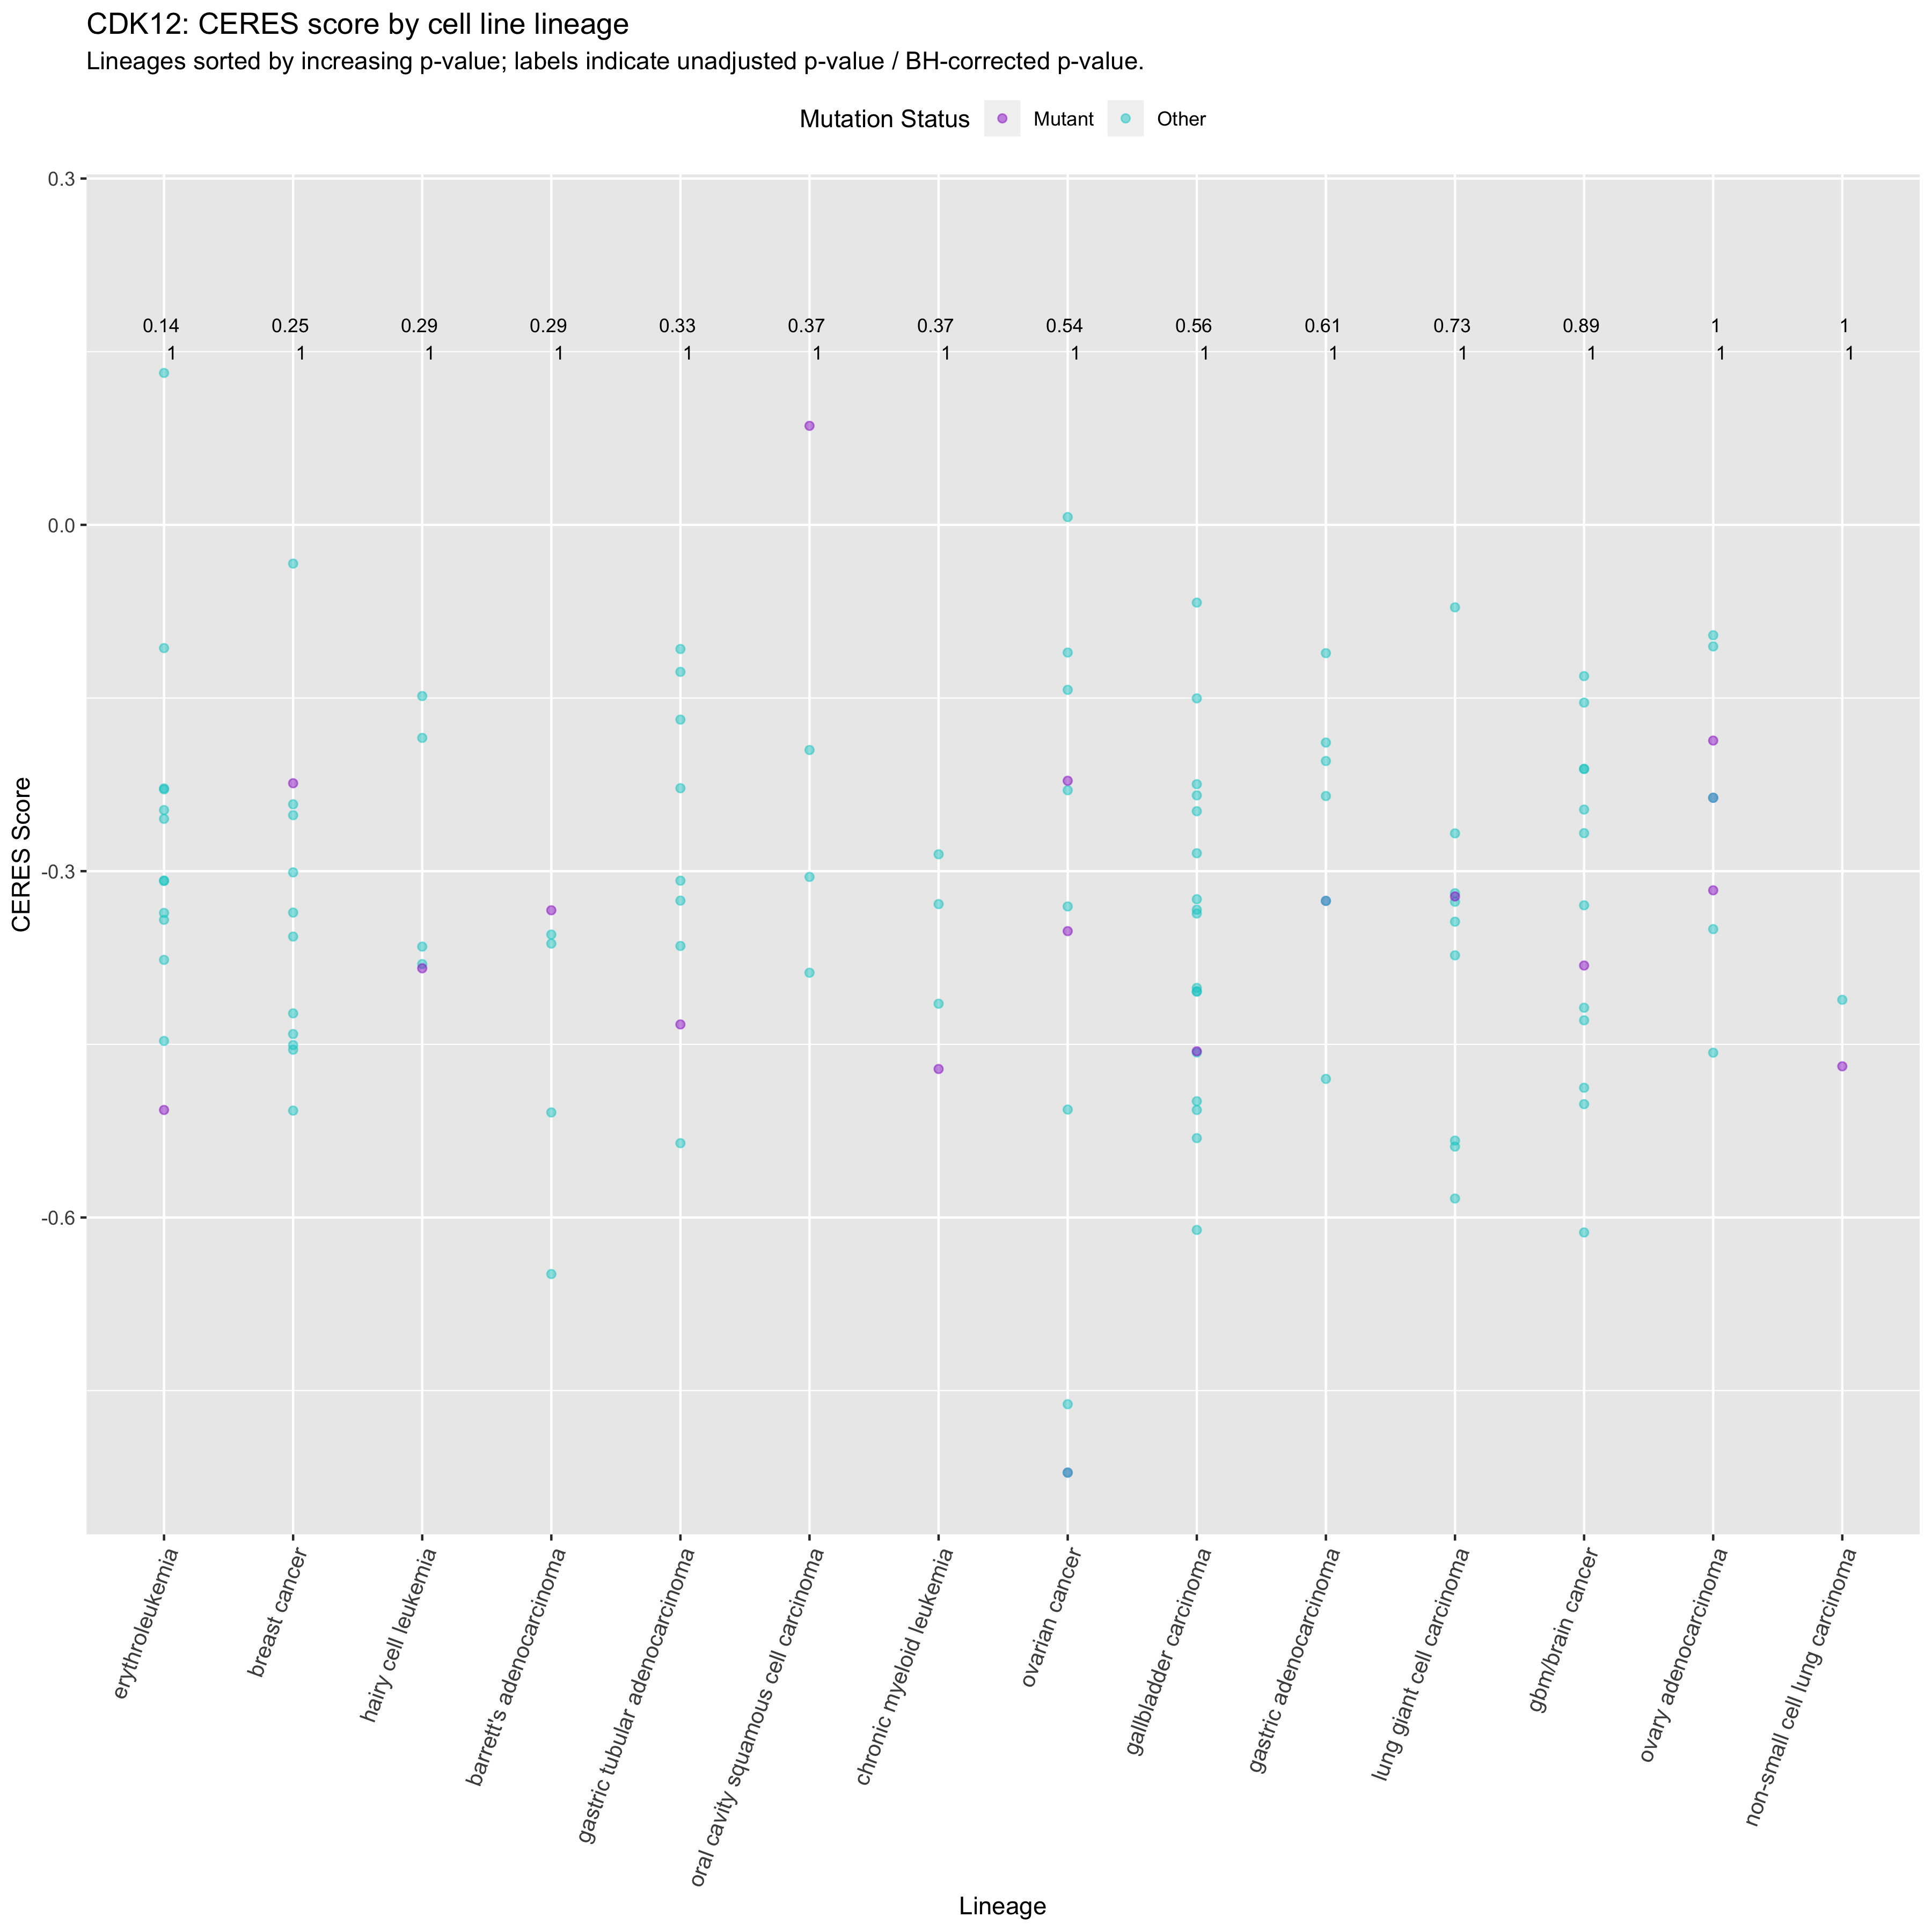 CDK12: CERES score by cell line lineage
Lineages sorted by increasing p-value; labels indicate unadjusted p-value / BH-corrected p-value.
Mutation Status Mutant Other
0.3
0.14 0.25 0.29 0.29 0.33 0.37 0.37 0.54 0.56 0.61 0.73 0.89 1 1
1 1 1 1 1 1 1 1 1 1 1 1 1 1
0.0
-0.3
-0.6
CERES Score
erythroleukemia
breast cancer
hairy cell leukemia
barrett's adenocarcinoma
gastric tubular adenocarcinoma
oral cavity squamous cell carcinoma
chronic myeloid leukemia
ovarian cancer
gallbladder carcinoma
gastric adenocarcinoma
lung giant cell carcinoma
gbm/brain cancer
ovary adenocarcinoma
non-small cell lung carcinoma
Lineage